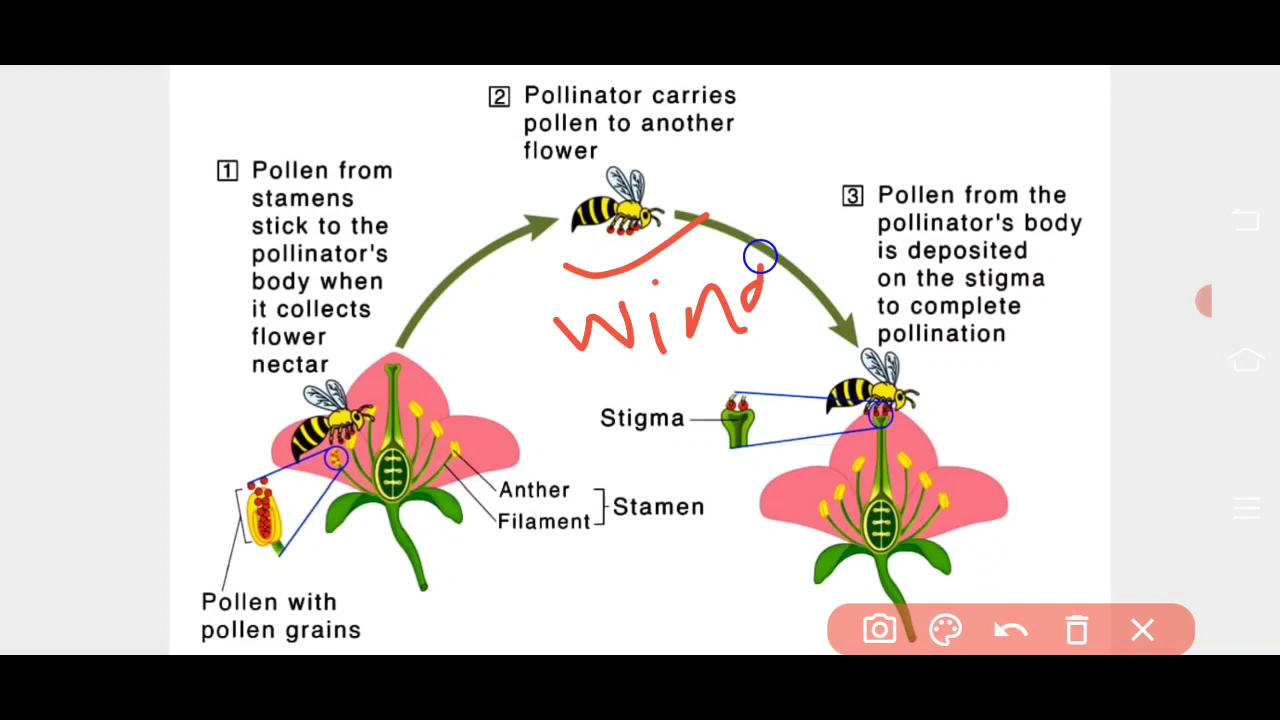 2 Pollinator carries
pollen to another
flower
1 Pollen from
stamens
stick to the
pollinator's
body when
it collects
flower
nectar
3 Pollen from the
pollinator's body
is deposited
on the stigma
to complete
pollination
wind
Stigma
Anther
Filament
Stamen
Pollen with
pollen grains